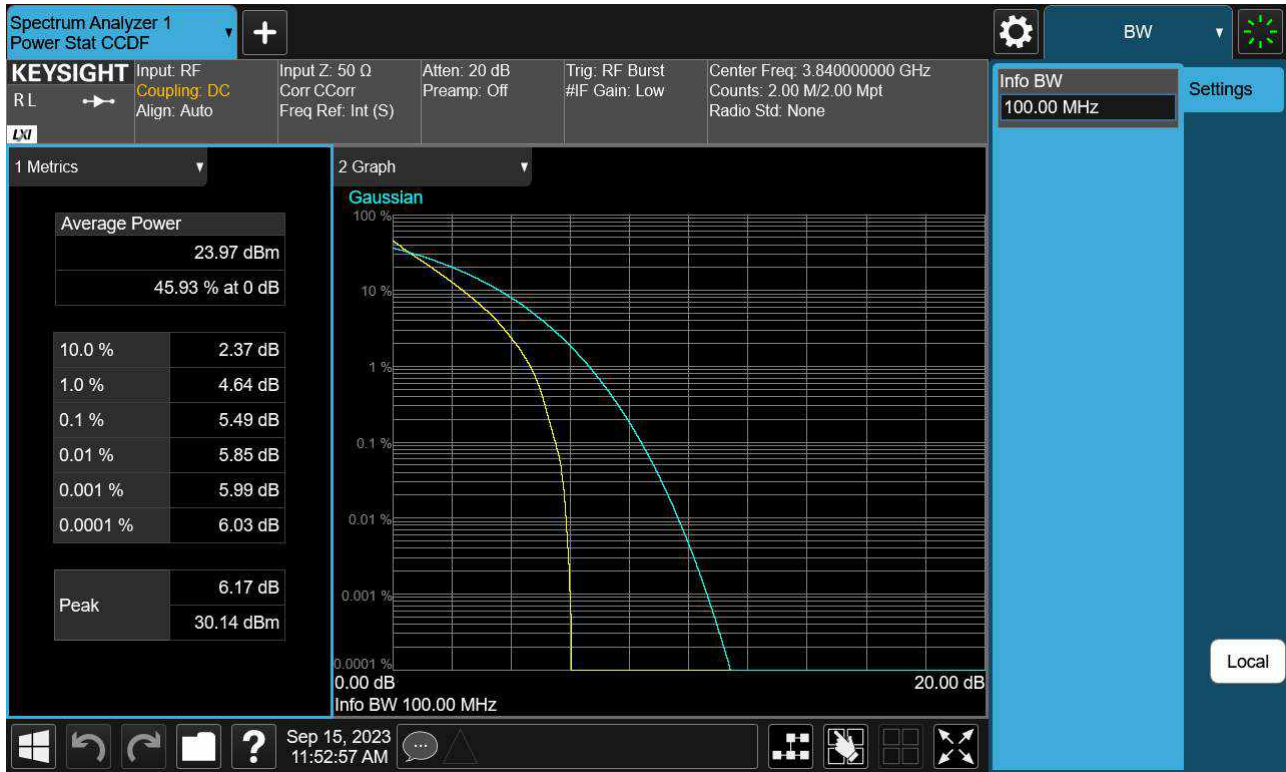 Spectrum Analyzer 1
Power Stat CCDF
+
BW
KEYSIGHT
RL
LXI
Input: RF
Coupling: DC
Align: Auto
Input Z: 50 Ω
Corr CCorr
Freq Ref: Int (S)
Atten: 20 dB
Preamp: Off
Trig: RF Burst
#IF Gain: Low
Center Freq: 3.840000000 GHz
Counts: 2.00 M/2.00 Mpt
Radio Std: None
Info BW
100.00 MHz
Settings
1 Metrics
Average Power
23.97 dBm
45.93 % at 0 dB
10.0 % 2.37 dB
1.0 % 4.64 dB
0.1 % 5.49 dB
0.01 % 5.85 dB
0.001 % 5.99 dB
0.0001 % 6.03 dB
Peak
6.17 dB
30.14 dBm
2 Graph
Gaussian
100 %
10 %
1 %
0.1 %
0.01 %
0.001 %
0.0001 %
0.00 dB 20.00 dB
Info BW 100.00 MHz
Local
?
Sep 15, 2023
11:52:57 AM